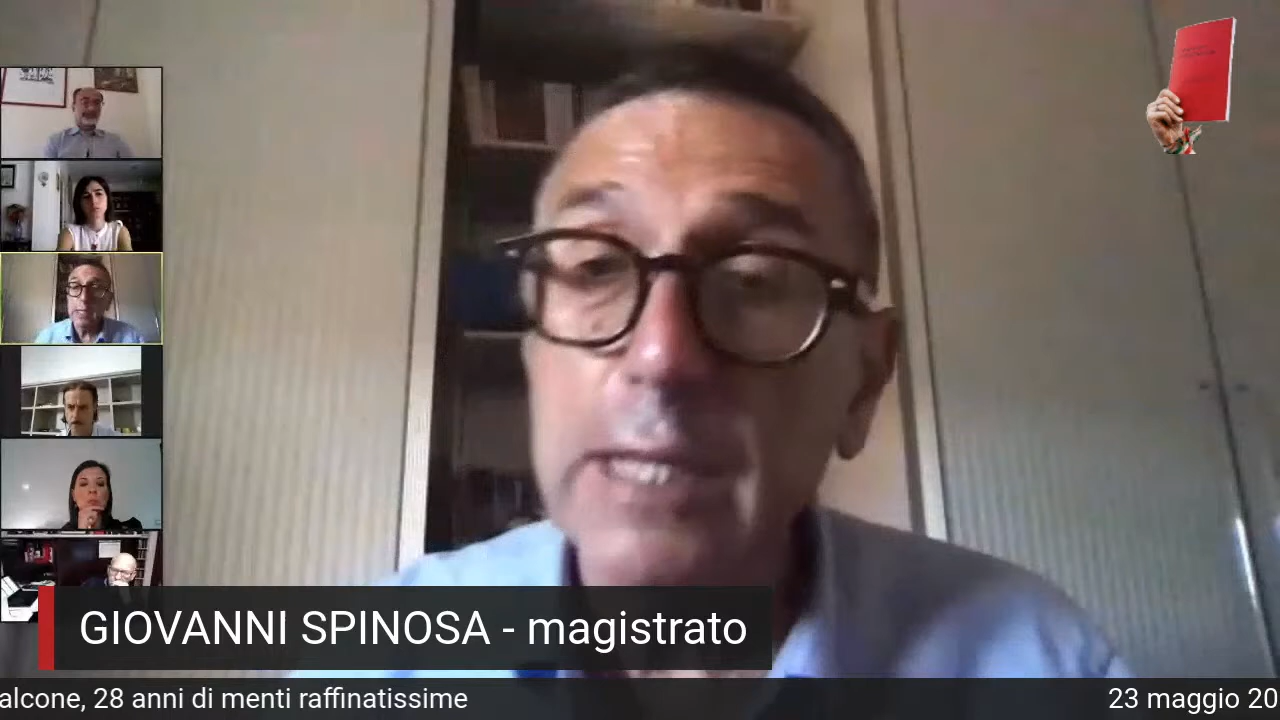 GIOVANNI SPINOSA - magistrato
alcone, 28 anni di menti raffinatissime
23 maggio 20